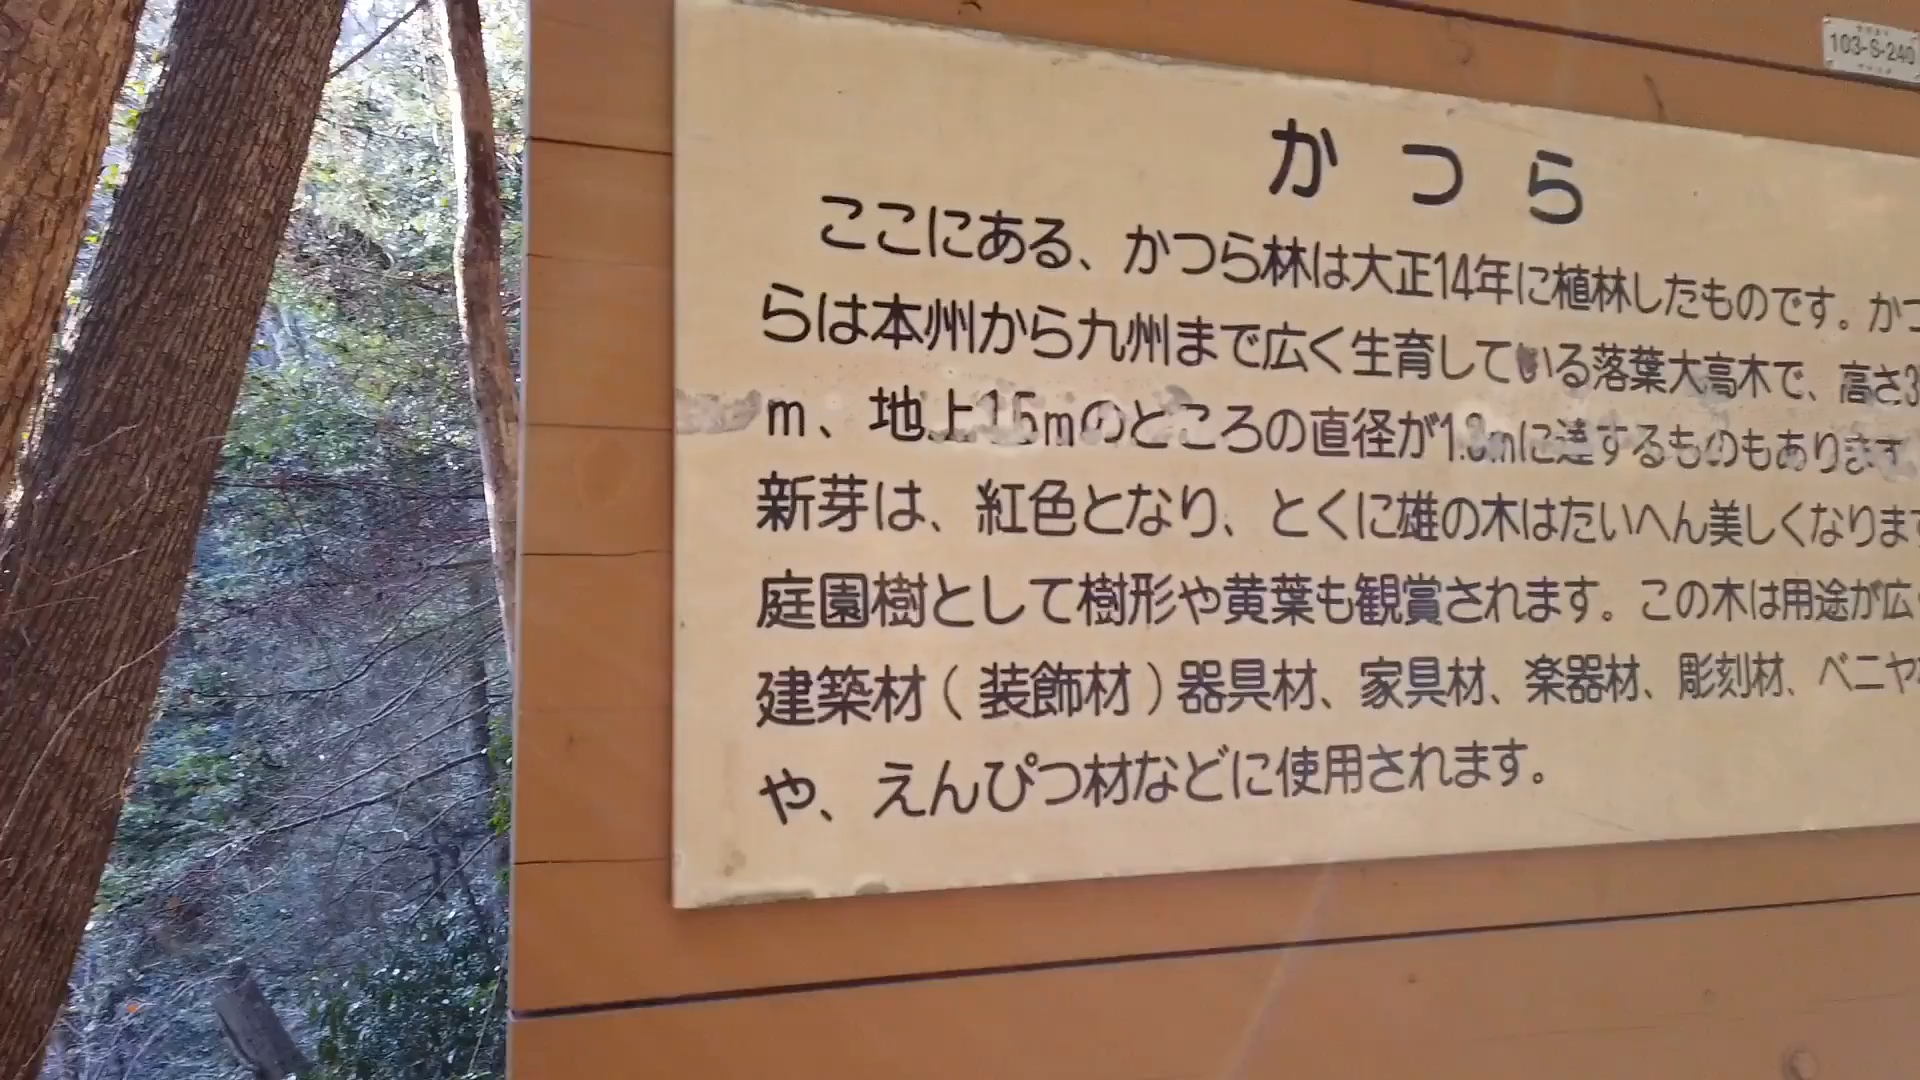 103-S-240
かつら
ここにある、かつら林は大正14年に植林したものです。かつ
らは本州から九州まで広く生育している落葉大高木で、高さ3
m、地上1.5mのところの直径が1.3mに達するものもあります
新芽は、紅色となり、とくに雄の木はたいへん美しくなります
庭園樹として樹形や黄葉も観賞されます。この木は用途が広く
建築材(装飾材)器具材、家具材、楽器材、彫刻材、ベニヤ
や、えんぴつ材などに使用されます。